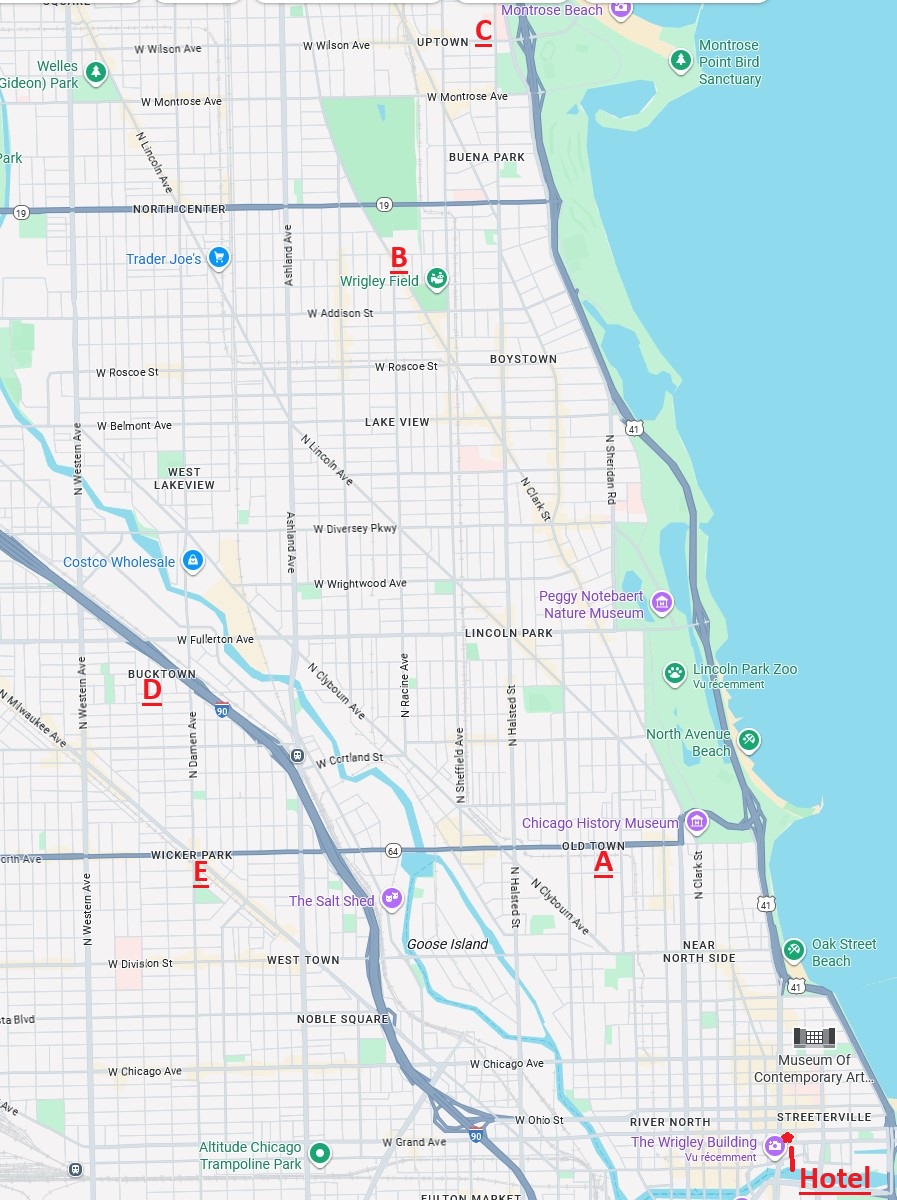 SQUARE
Montrose Beach
C
W Wilson Ave
W Wilson Ave
UPTOWN
Montrose
Point Bird
Sanctuary
Welles
Gideon) Park
W Montrose Ave
W Montrose Ave
N Lincoln Ave
Park
BUENA PARK
19
NORTH CENTER
19
Ashland Ave
B
Trader Joe's
Wrigley Field
W Addison St
BOYSTOWN
W Roscoe St
W Roscoe St
W Belmont Ave
LAKE VIEW
41
N Western Ave
N Lincoln Ave
N Sheridan Rd
WEST
LAKEVIEW
N Clark St
Ashland Ave
W Diversey Pkwy
Costco Wholesale
W Wrightwood Ave
Peggy Notebaert
Nature Museum
W Fullerton Ave
LINCOLN PARK
BUCKTOWN
D
Lincoln Park Zoo
Vu récemment
N Western Ave
N Clybourn Ave
N Racine Ave
N Halsted St
N Milwaukee Ave
90
N Damen Ave
North Avenue
Beach
N Sheffield Ave
W Cortland St
Chicago History Museum
orth Ave
WICKER PARK
64
OLD TOWN
A
E
N Clark St
N Western Ave
The Salt Shed
N Halsted St
N Clybourn Ave
41
Goose Island
NEAR
NORTH SIDE
Oak Street
Beach
W Division St
WEST TOWN
41
sta Blvd
NOBLE SQUARE
W Chicago Ave
W Chicago Ave
Museum Of
Contemporary Art...
Ave
W Ohio St
RIVER NORTH
STREETERVILLE
90
W Grand Ave
Altitude Chicago
Trampoline Park
The Wrigley Building
Vu récemment
Hotel
FULTON MARKET